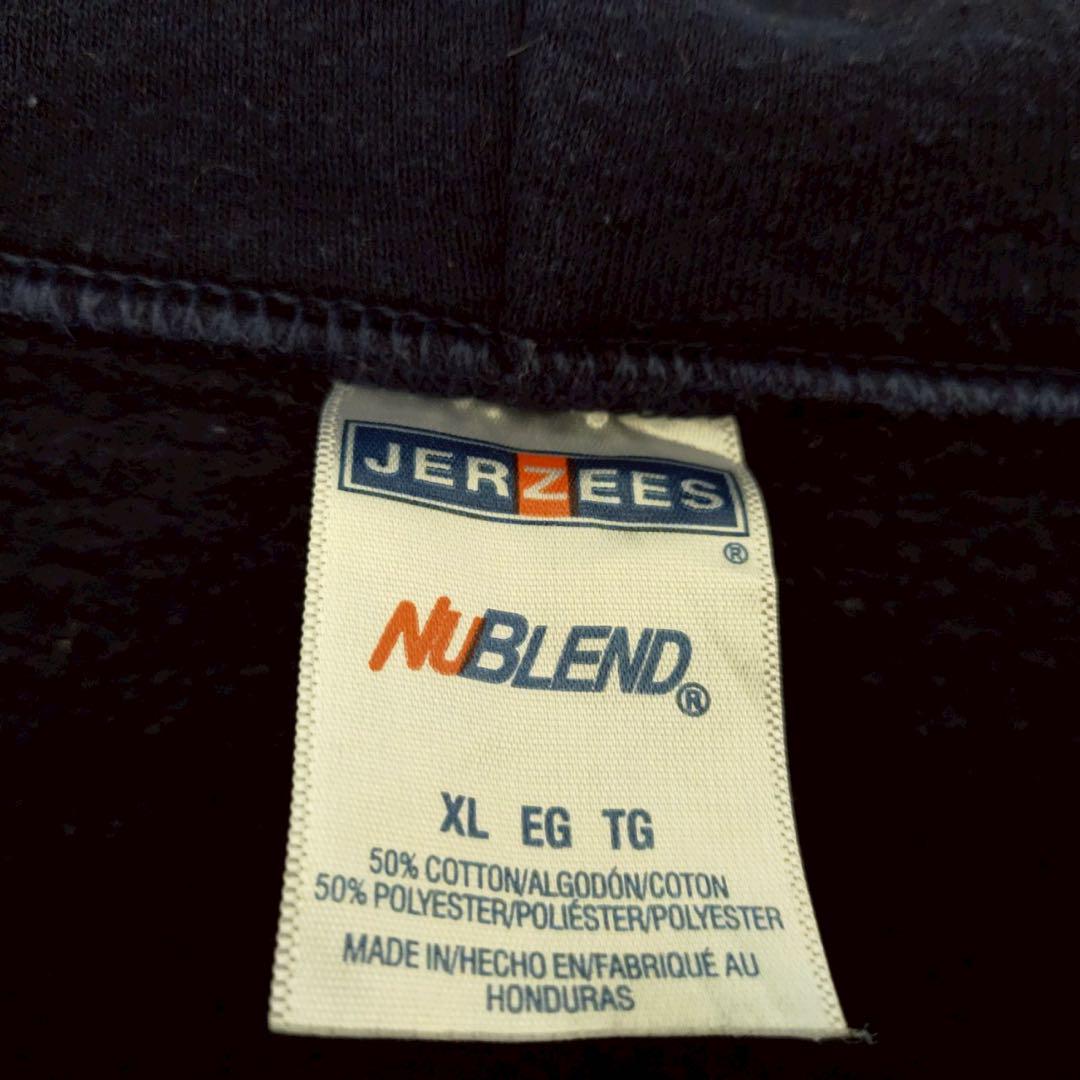 JERZEES
®
NUBLEND®
XL EG TG
50% COTTON/ALGODÓN/COTON
50% POLYESTER/POLIÉSTER/POLYESTER
MADE IN/HECHO EN/FABRIQUÉ AU
HONDURAS